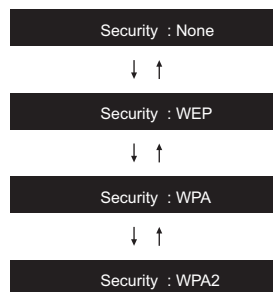 Security : None
↓ ↑
Security : WEP
↓ ↑
Security : WPA
↓ ↑
Security : WPA2